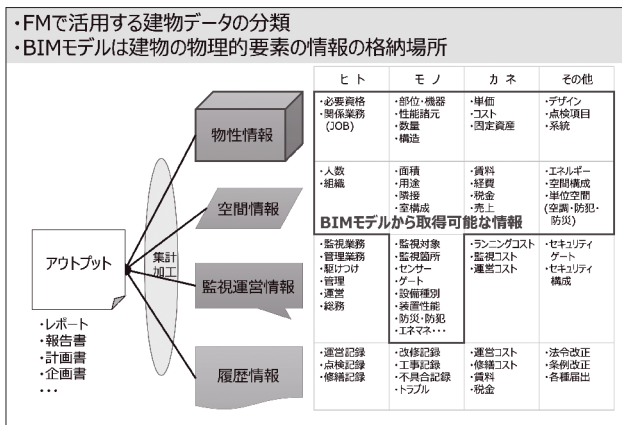 ・FMで活用する建物データの分類
・BIMモデルは建物の物理的要素の情報の格納場所
ヒト
モノ
カネ
その他
物性情報
・必要資格
・関係業務
(JOB)
・部位・機器
・性能諸元
・数量
・構造
・単価
・コスト
・固定資産
・デザイン
・点検項目
・系統
空間情報
・人数
・組織
・面積
・用途
・隣接
・室構成
・賃料
・経費
・税金
・売上
・エネルギー
・空間構成
・単位空間
(空調・防犯・
防災)
BIMモデルから取得可能な情報
アウトプット
集計
加工
監視運営情報
・監視業務
・管理業務
・駆けつけ
・管理
・運営
・総務
・監視対象
・監視箇所
・センサー
・ゲート
・設備種別
・装置性能
・防災・防犯
・エネマネ・・・
・ランニングコスト
・監視コスト
・運営コスト
・セキュリティ
ゲート
・セキュリティ
構成
・レポート
・報告書
・計画書
・企画書
・・・
履歴情報
・運営記録
・点検記録
・修繕記録
・改修記録
・工事記録
・不具合記録
・トラブル
・運営コスト
・修繕コスト
・賃料
・税金
・法令改正
・条例改正
・各種届出